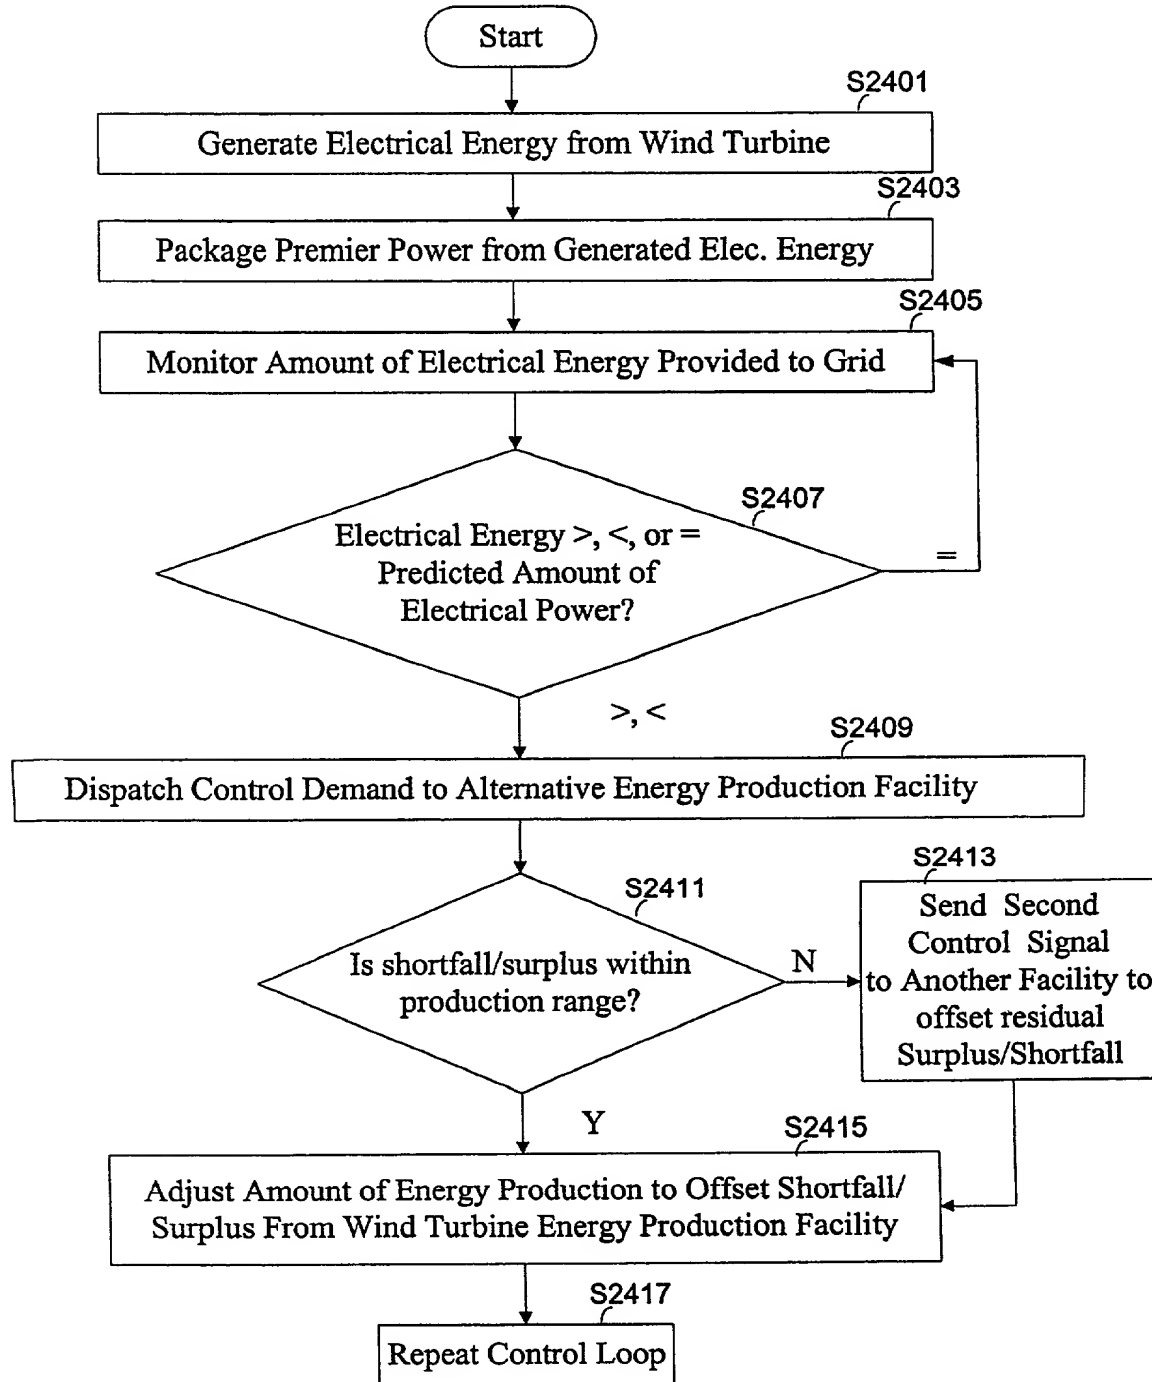 Start
S2401
Generate Electrical Energy from Wind Turbine
S2403
Package Premier Power from Generated Elec. Energy
S2405
Monitor Amount of Electrical Energy Provided to Grid
S2407
Electrical Energy >, <, or =
Predicted Amount of
Electrical Power?
=
>, <
S2409
Dispatch Control Demand to Alternative Energy Production Facility
S2411
Is shortfall/surplus within
production range?
N
S2413
Send Second
Control Signal
to Another Facility to
offset residual
Surplus/Shortfall
Y
S2415
Adjust Amount of Energy Production to Offset Shortfall/
Surplus From Wind Turbine Energy Production Facility
S2417
Repeat Control Loop